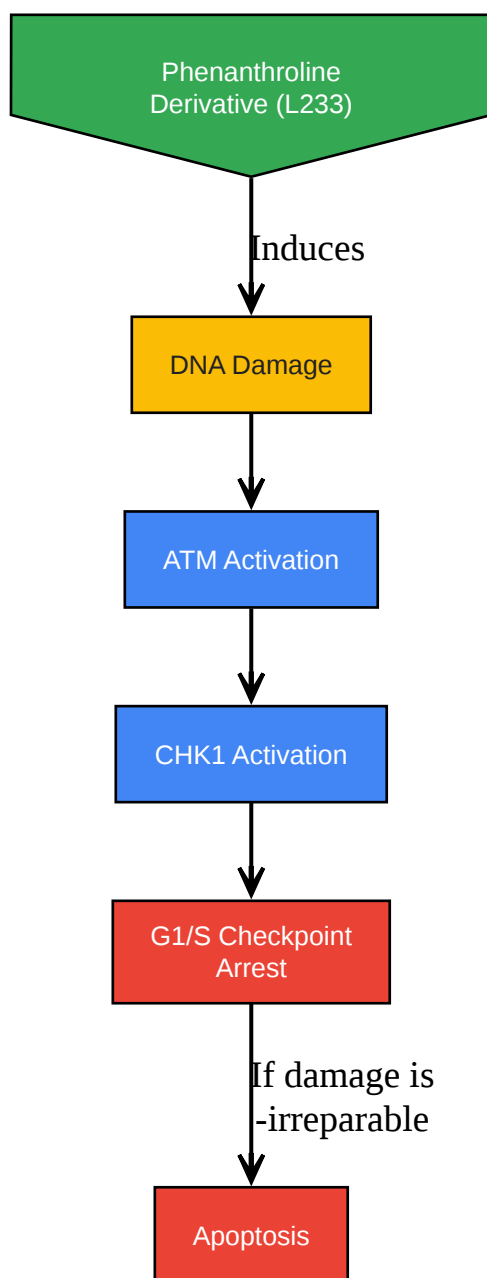 Phenanthroline
Derivative (L233)
Induces
DNA Damage
ATM Activation
CHK1 Activation
G1/S Checkpoint
Arrest
If damage is
-irreparable
Apoptosis